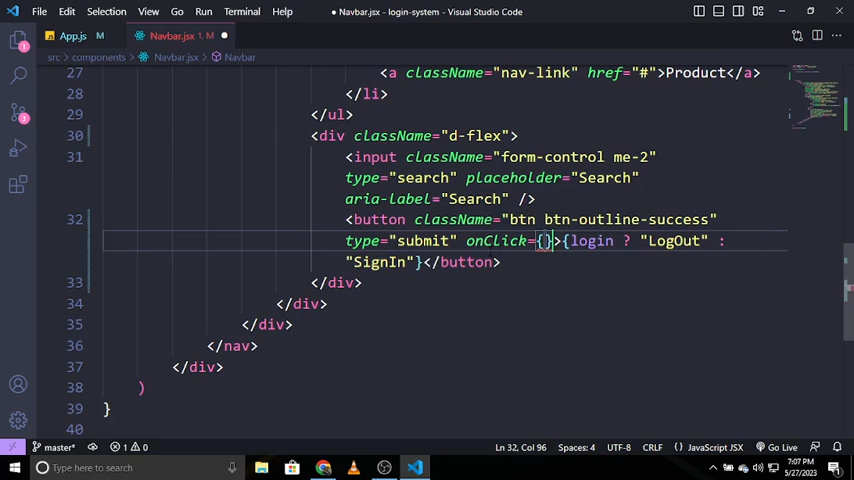 File Edit Selection View Go Run Terminal Help
● Navbar.jsx - login-system - Visual Studio Code
App.js M Navbar.jsx 1, M
src > components > Navbar.jsx > Navbar
27 <a className="nav-link" href="#">Product</a>
28 </li>
29 </ul>
30 <div className="d-flex">
31 <input className="form-control me-2"
type="search" placeholder="Search"
aria-label="Search" />
32 <button className="btn btn-outline-success"
type="submit" onClick={}>{login ? "LogOut" :
"SignIn"}</button>
33 </div>
34 </div>
35 </div>
36 </nav>
37 </div>
38 )
39 }
40
1
3
master* 1 0 Ln 32, Col 96 Spaces: 4 UTF-8 CRLF { } JavaScript JSX Go Live
Type here to search
7:07 PM
5/27/2023